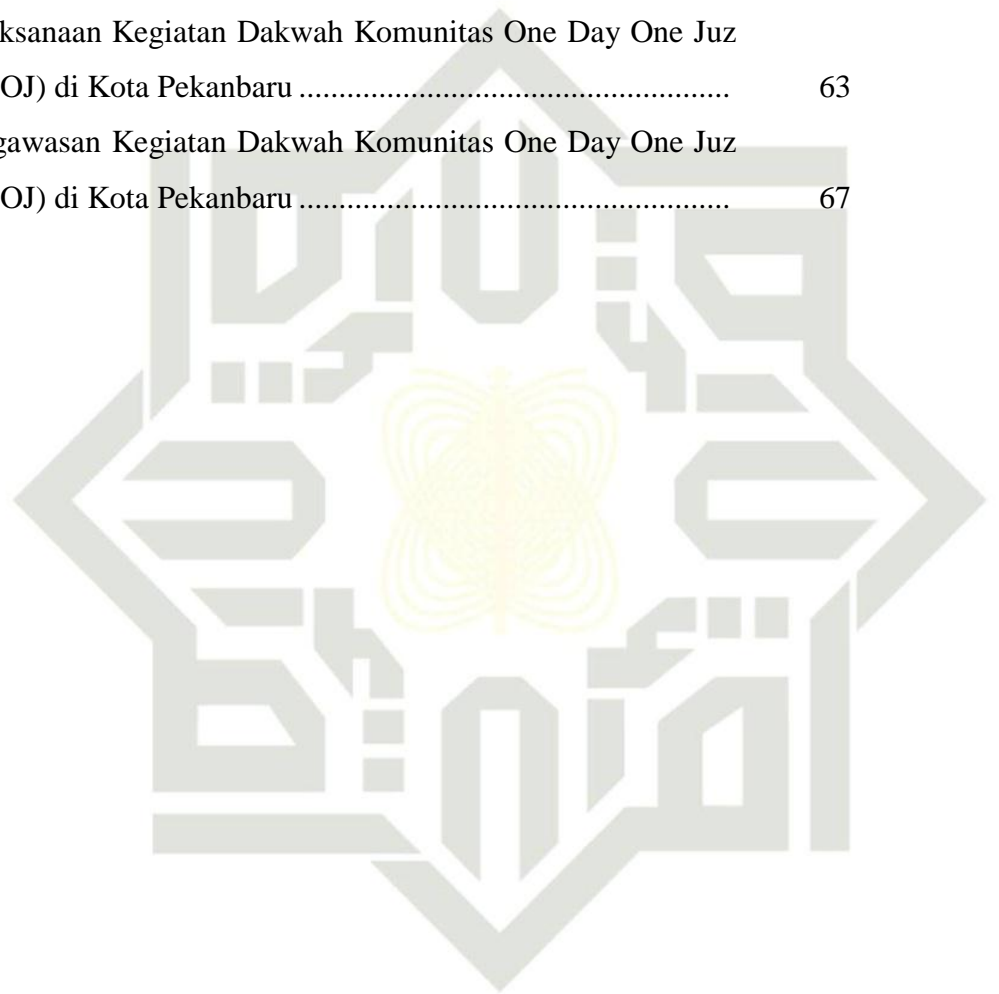 ksanaan Kegiatan Dakwah Komunitas One Day One Juz
OJ) di Kota Pekanbaru ...................................................... 63
gawasan Kegiatan Dakwah Komunitas One Day One Juz
OJ) di Kota Pekanbaru ...................................................... 67